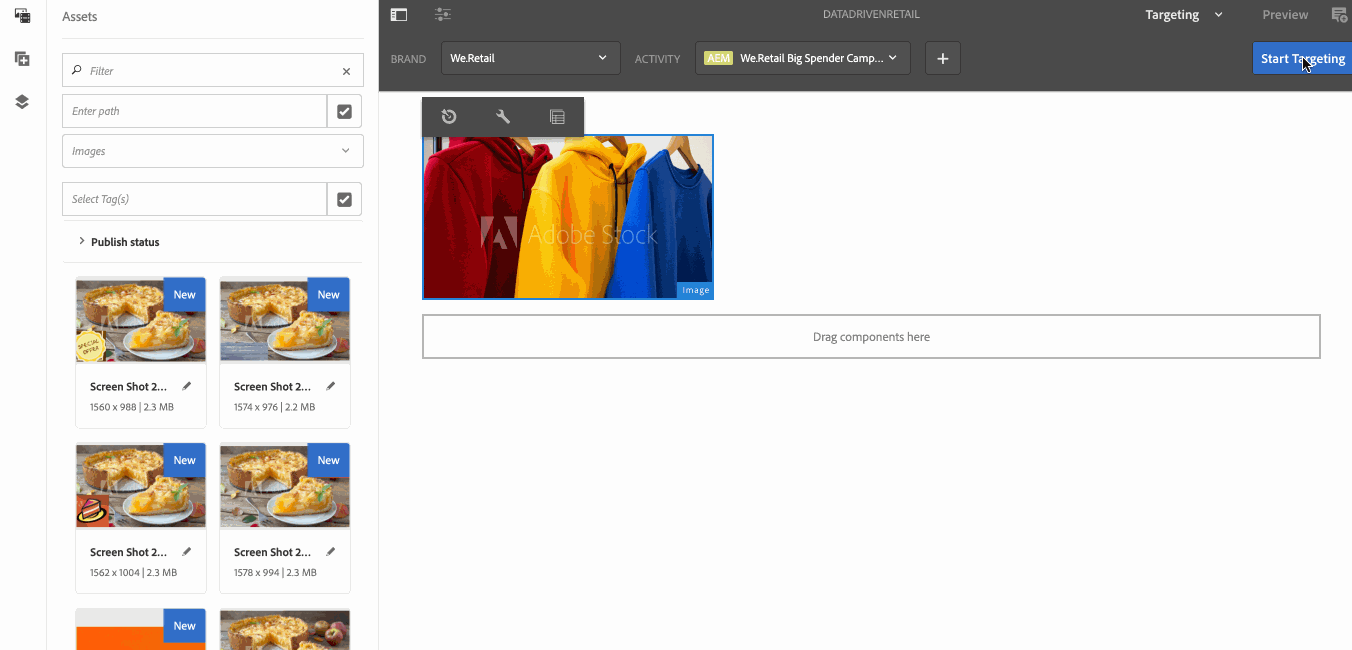 Assets
DATADRIVENRETAIL
Targeting
Preview
Filter
BRAND
We.Retail
ACTIVITY
AEM We.Retail Big Spender Camp...
+
Start Targeting
Enter path
Images
Select Tag(s)
Publish status
Adobe Stock
Image
Drag components here
New
New
SPECIAL OFFER
Screen Shot 2...
Screen Shot 2...
1560 x 988 | 2.3 MB
1574 x 976 | 2.2 MB
New
New
Screen Shot 2...
Screen Shot 2...
1562 x 1004 | 2.3 MB
1578 x 994 | 2.3 MB
New